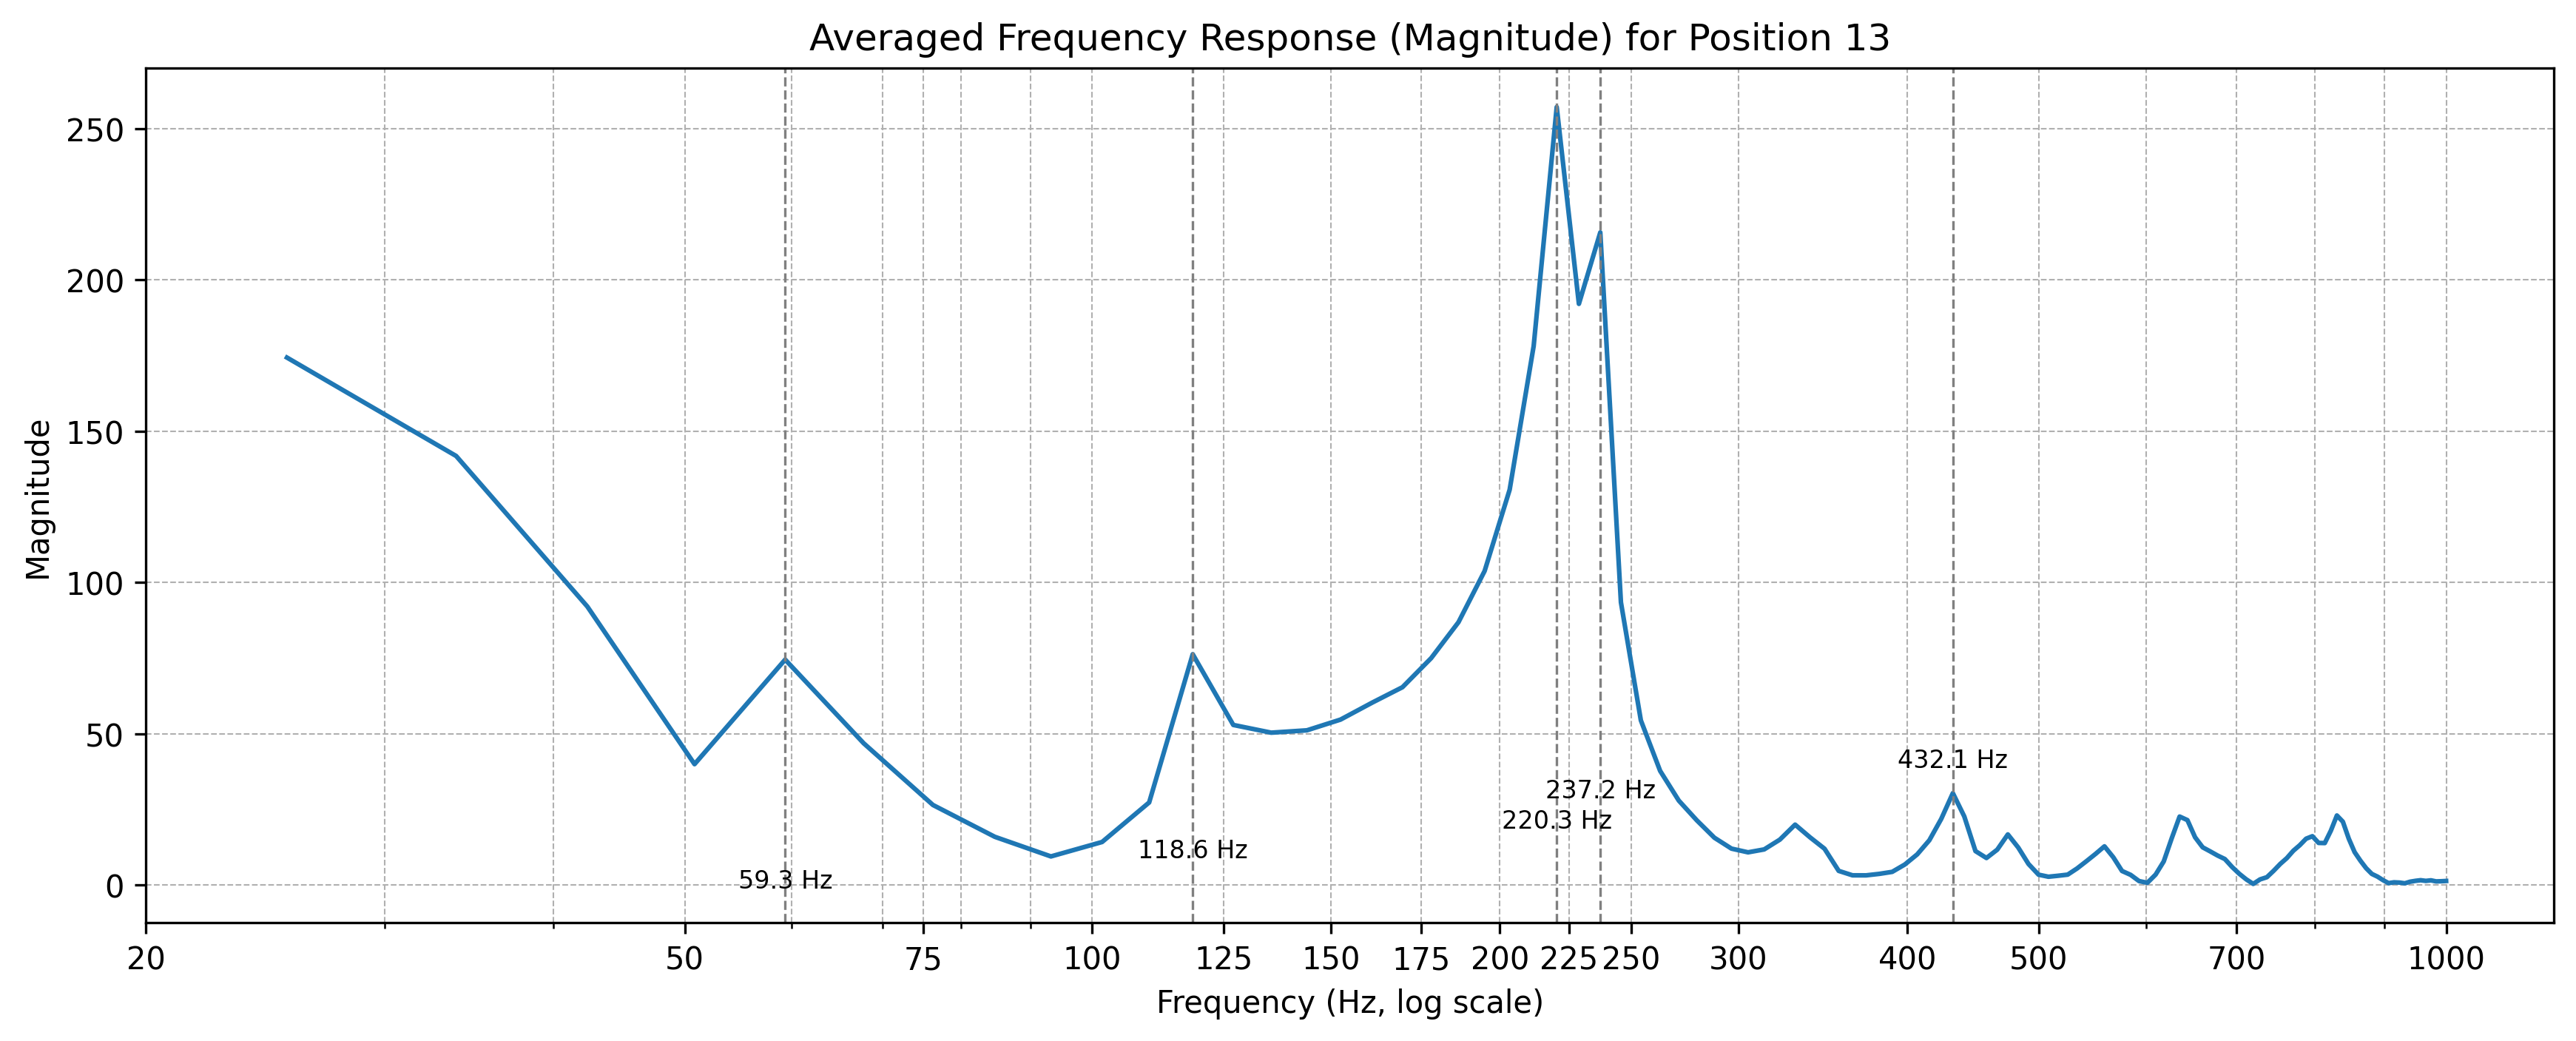 Averaged Frequency Response (Magnitude) for Position 13
Magnitude
250
200
150
100
50
0
432.1 Hz
237.2 Hz
220.3 Hz
118.6 Hz
59.3 Hz
20 50 75 100 125 150 175 200 225 250 300 400 500 700 1000
Frequency (Hz, log scale)